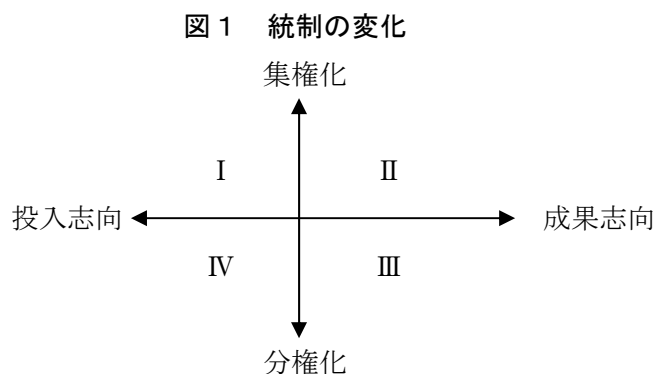 図１　統制の変化
集権化
Ⅰ　Ⅱ
投入志向　成果志向
Ⅳ　Ⅲ
分権化